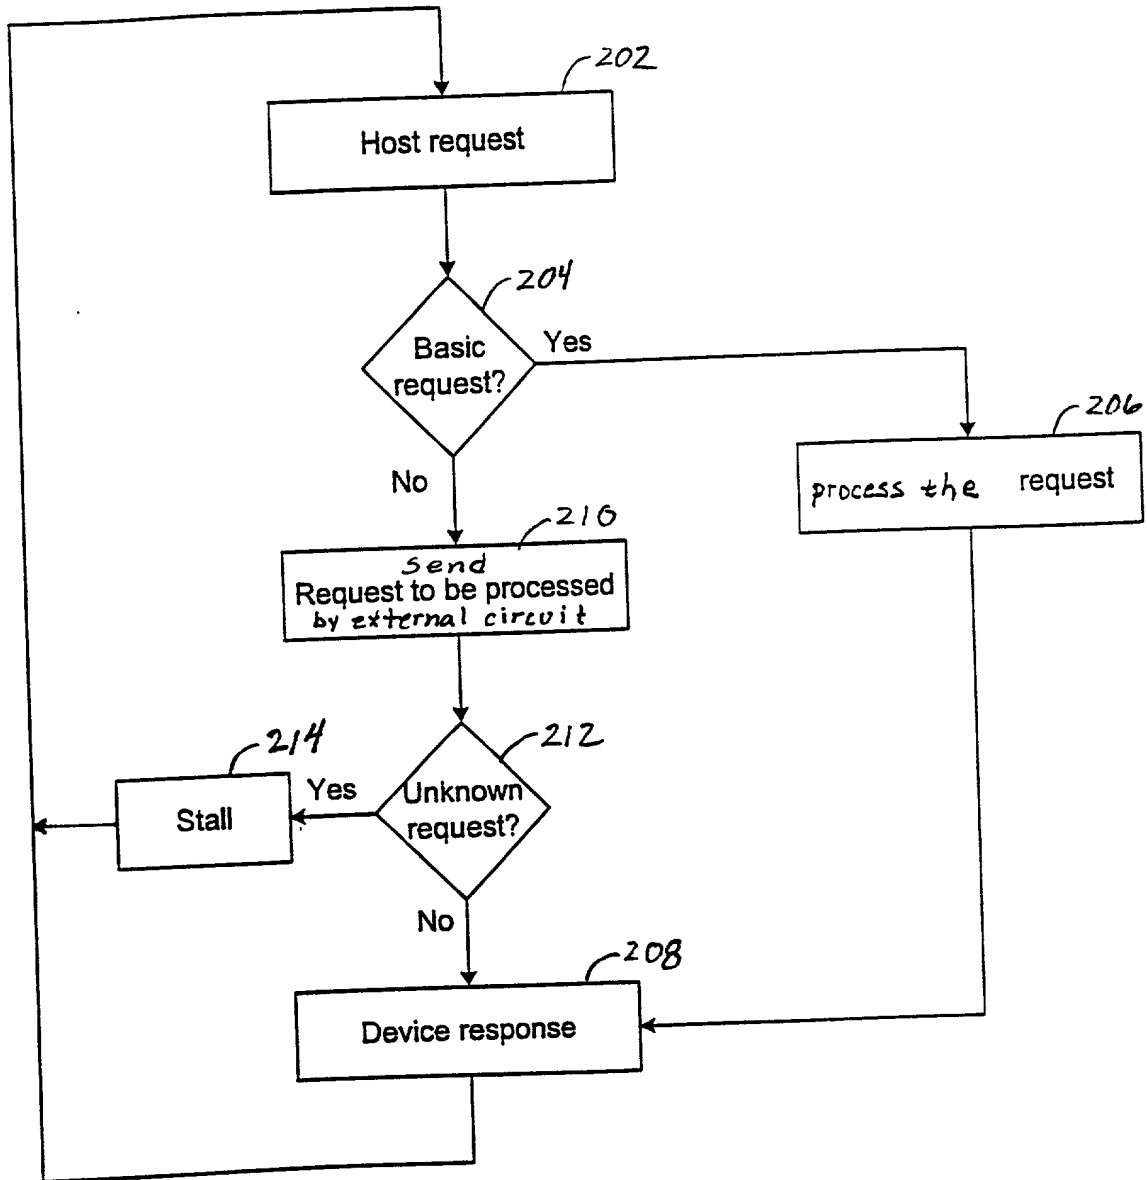 202
Host request
204
Basic
request?
Yes
206
process the request
No
210
send
Request to be processed
by external circuit
214
212
Yes
Unknown
request?
Stall
No
208
Device response